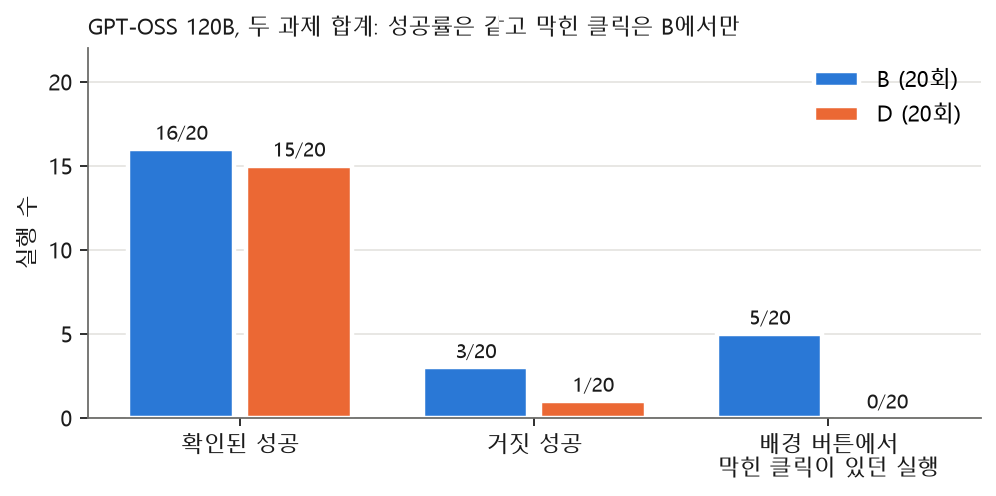 GPT-OSS 120B, 두 과제 합계: 성공률은 같고 막힌 클릭은 B에서만
B (20회)
D (20회)
실행 수
20
15
10
5
0
16/20
15/20
3/20
1/20
5/20
0/20
확인된 성공
거짓 성공
배경 버튼에서
막힌 클릭이 있던 실행